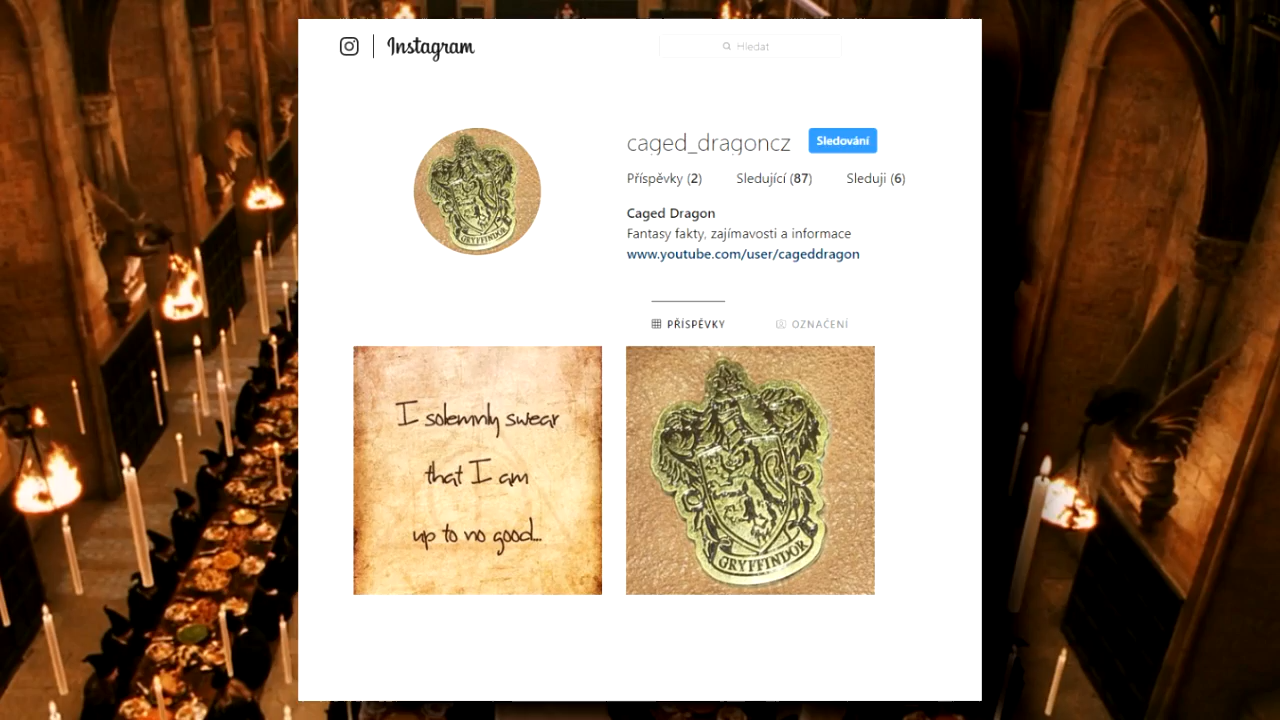 Instagram
Hledat
caged_dragoncz
Sledování
Příspěvky (2) Sledující (87) Sleduji (6)
Caged Dragon
Fantasy fakty, zajímavosti a informace
www.youtube.com/user/cageddragon
PŘÍSPĚVKY OZNAČENÍ
I solemnly swear
that I am
up to no good...
GRYFFINDOR
GRYFFINDOR